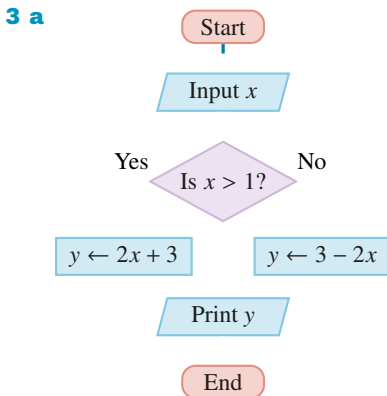 3 a
Start
Input x
Yes
No
Is x > 1?
y ← 2x + 3
y ← 3 − 2x
Print y
End